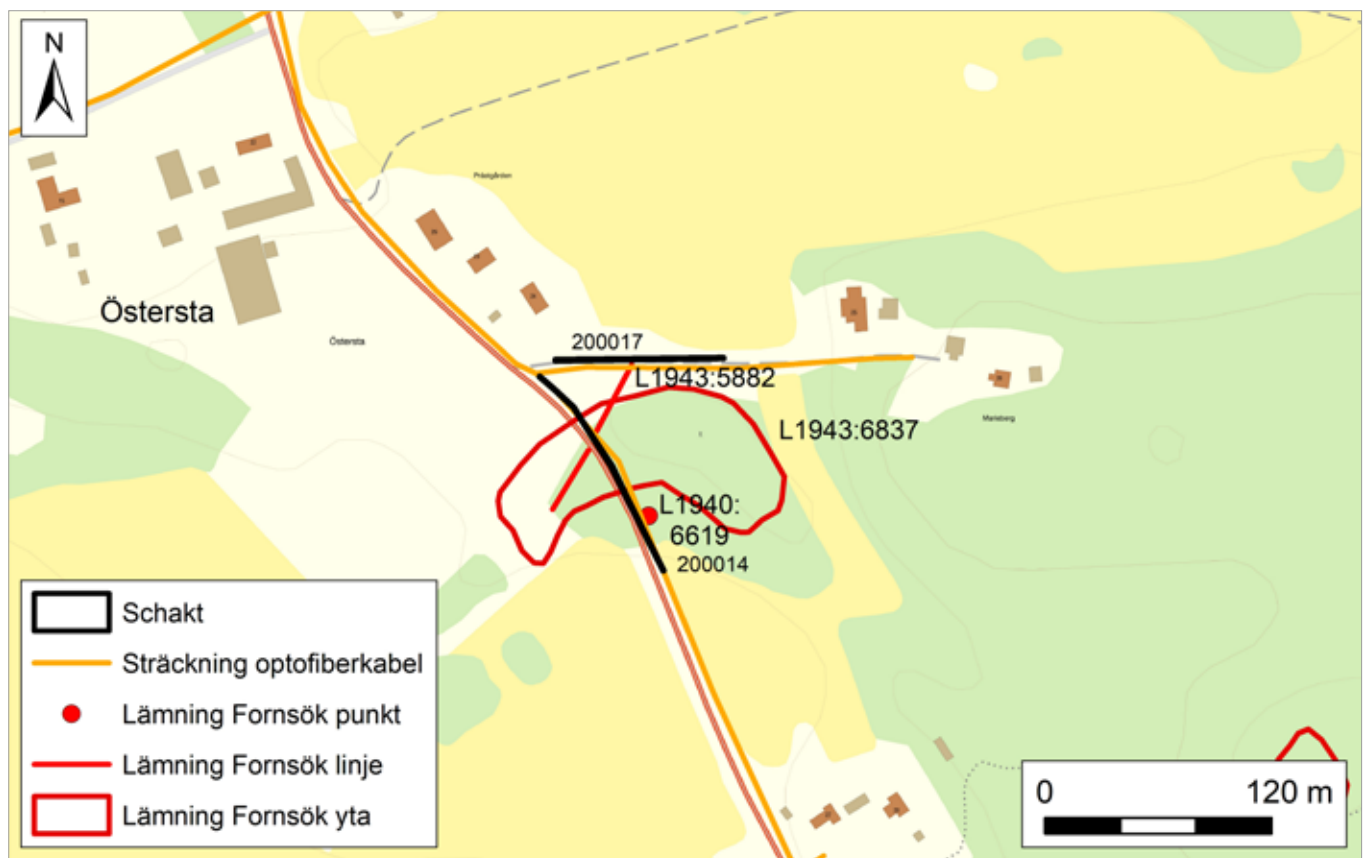 N
Prästgården
Östersta
Östersta
200017
L1943:5882
L1943:6837
Marieberg
L1940:
6619
200014
Schakt
Sträckning optofiberkabel
Lämning Fornsök punkt
Lämning Fornsök linje
Lämning Fornsök yta
0 120 m